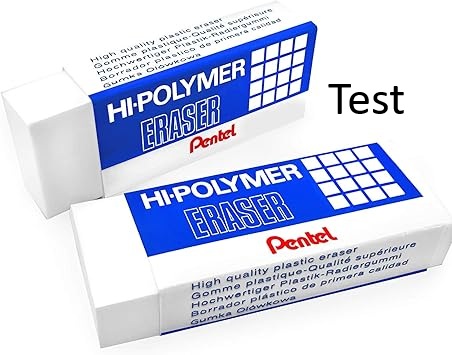 High quality plastic eraser
Gomme plastique-Qualité supérieure
Hochwertiger Plastik-Radiergummi
Borrador plástico de primera calidad
Gumka Ołówkowa
HI-POLYMER
ERASER
Pentel
Test
HI-POLYMER
ERASER
Pentel
High quality plastic eraser
Gomme plastique-Qualité supérieure
Hochwertiger Plastik-Radiergummi
Borrador plástico de primera calidad
Gumka Ołówkowa